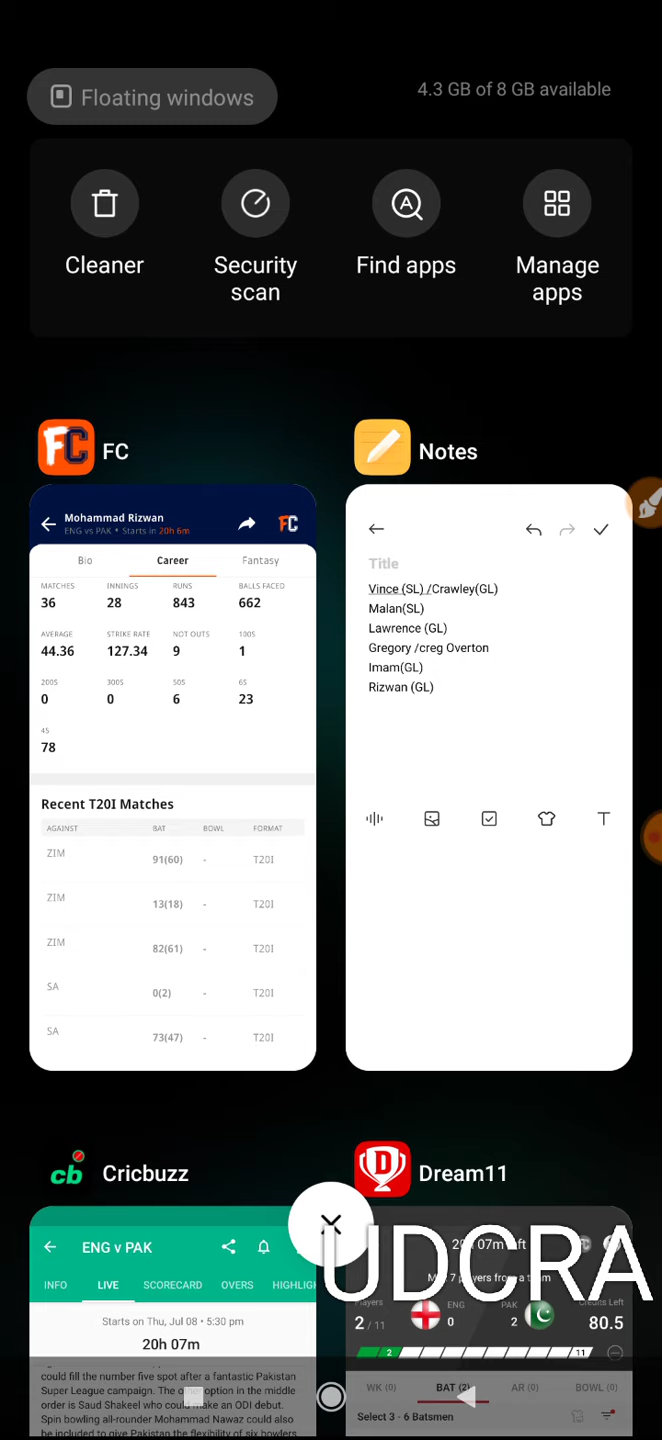 Floating windows
4.3 GB of 8 GB available
Cleaner
Security scan
Find apps
Manage apps
FC
Mohammad Rizwan
ENG vs PAK • Starts in 20h 6m
FC
Bio Career Fantasy
MATCHES INNINGS RUNS BALLS FACED
36 28 843 662
AVERAGE STRIKE RATE NOT OUTS 100S
44.36 127.34 9 1
200S 300S 50S 6S
0 0 6 23
4S
78
Recent T20I Matches
AGAINST BAT BOWL FORMAT
ZIM 91(60) - T20I
ZIM 13(18) - T20I
ZIM 82(61) - T20I
SA 0(2) - T20I
SA 73(47) - T20I
Notes
Title
Vince (SL) /Crawley(GL)
Malan(SL)
Lawrence (GL)
Gregory /creg Overton
Imam(GL)
Rizwan (GL)
T
cb Cricbuzz
ENG v PAK
INFO LIVE SCORECARD OVERS HIGHLIGH
Starts on Thu, Jul 08 • 5:30 pm
20h 07m
could fill the number five spot after a fantastic Pakistan
Super League campaign. The other option in the middle
order is Saud Shakeel who could make an ODI debut.
Spin bowling all-rounder Mohammad Nawaz could also
be included to give Pakistan the flexibility of six bowlers
D Dream11
20h 07m left
Max 7 players from a team
Players ENG PAK Credits Left
2 / 11 0 2 80.5
2 11
WK (0) BAT (2) AR (0) BOWL (0)
Select 3 - 6 Batsmen
UDCRA